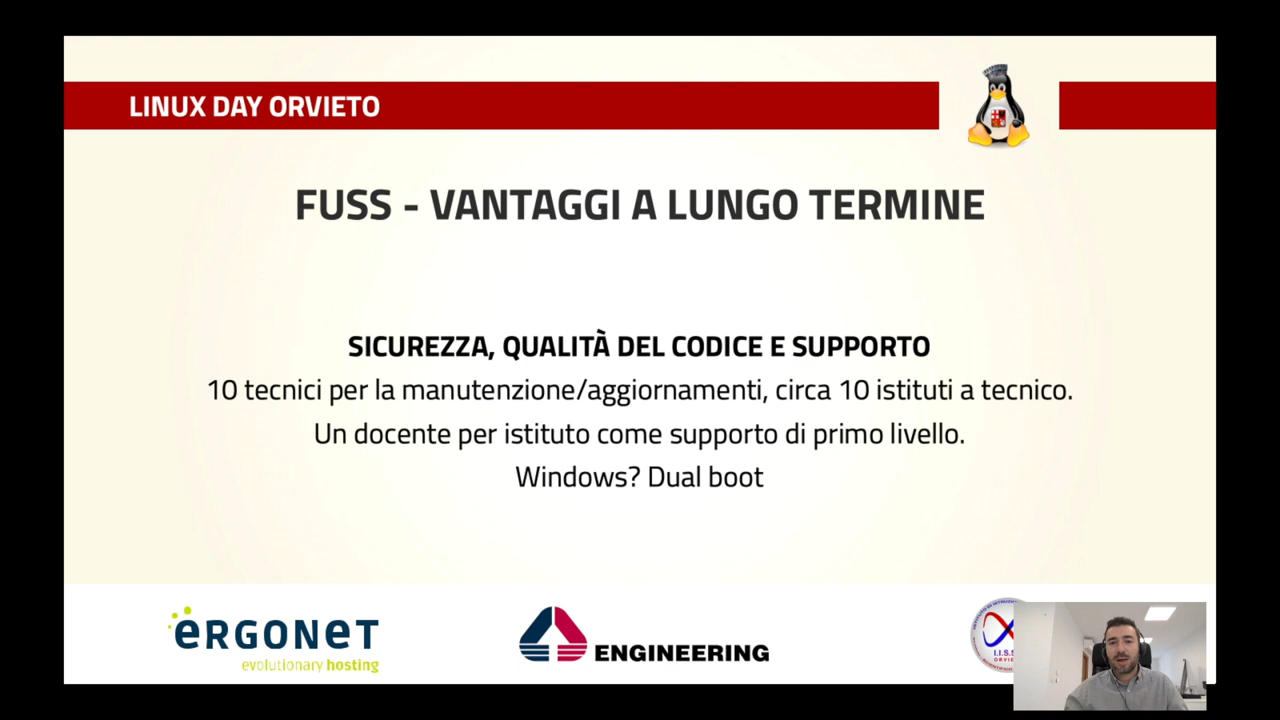 LINUX DAY ORVIETO
FUSS - VANTAGGI A LUNGO TERMINE
SICUREZZA, QUALITÀ DEL CODICE E SUPPORTO
10 tecnici per la manutenzione/aggiornamenti, circa 10 istituti a tecnico.
Un docente per istituto come supporto di primo livello.
Windows? Dual boot
ERGONET
evolutionary hosting
ENGINEERING